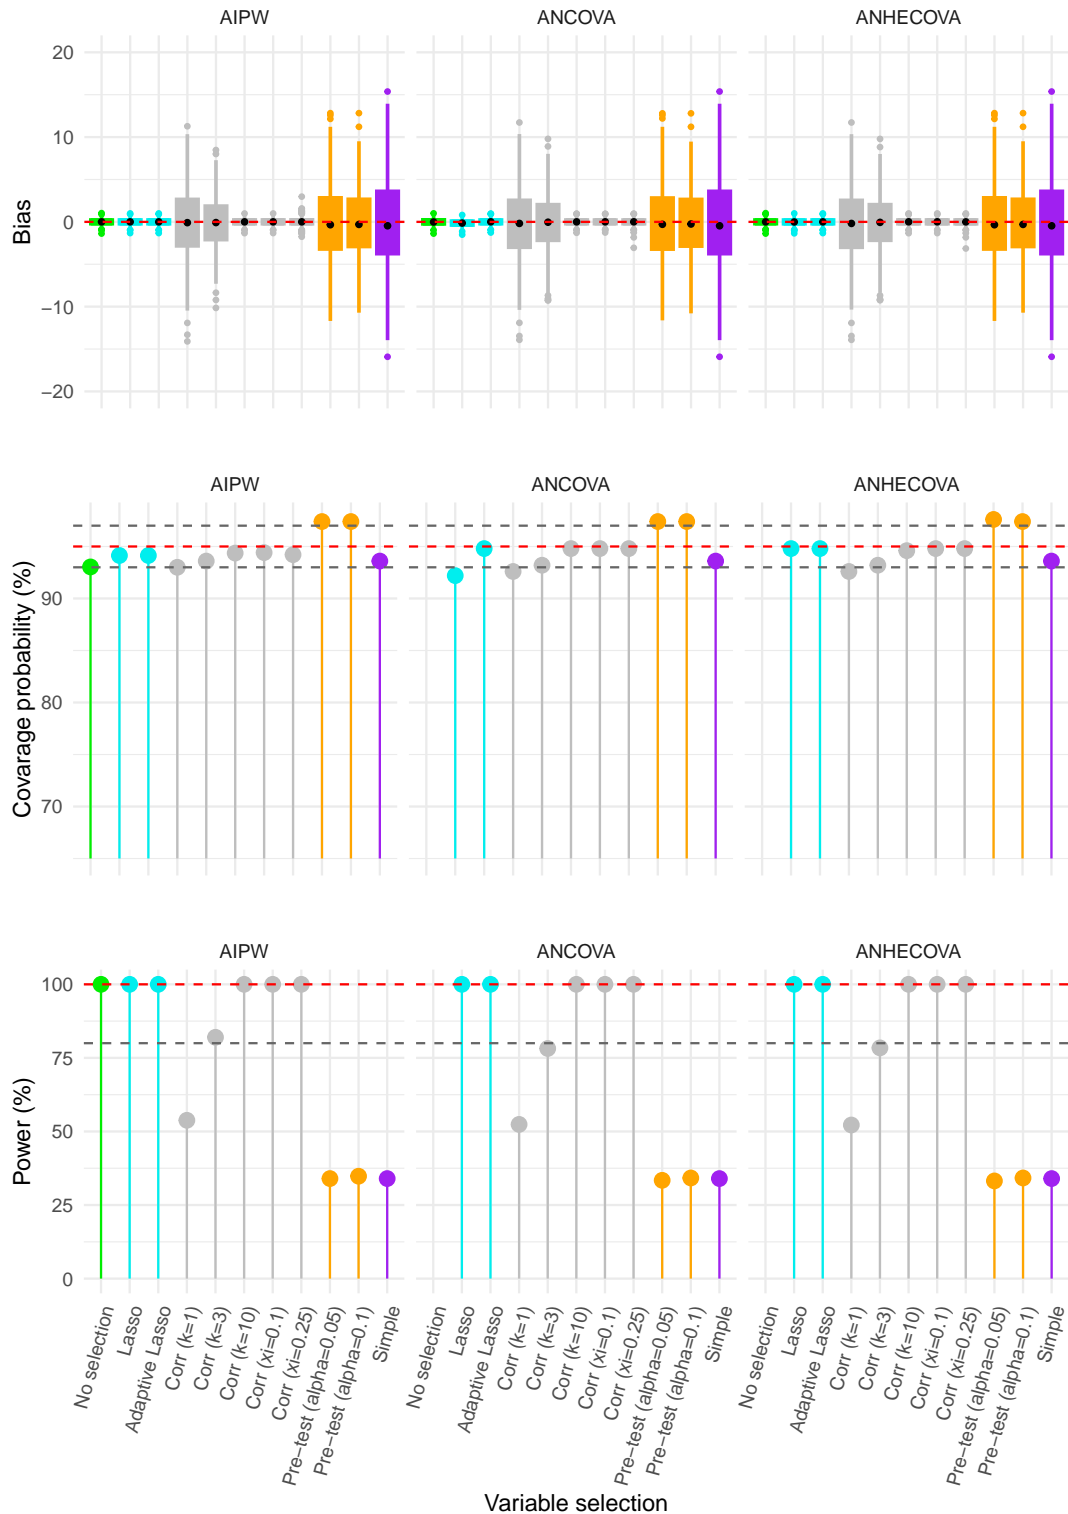 AIPW ANCOVA ANHECOVA
20
10
0
−10
−20
Bias
AIPW ANCOVA ANHECOVA
90
80
70
Covarage probability (%)
AIPW ANCOVA ANHECOVA
100
75
50
25
0
Power (%)
No selection
Lasso
Adaptive Lasso
Corr (k=1)
Corr (k=3)
Corr (k=10)
Corr (xi=0.1)
Corr (xi=0.25)
Pre−test (alpha=0.05)
Pre−test (alpha=0.1)
Simple
No selection
Lasso
Adaptive Lasso
Corr (k=1)
Corr (k=3)
Corr (k=10)
Corr (xi=0.1)
Corr (xi=0.25)
Pre−test (alpha=0.05)
Pre−test (alpha=0.1)
Simple
No selection
Lasso
Adaptive Lasso
Corr (k=1)
Corr (k=3)
Corr (k=10)
Corr (xi=0.1)
Corr (xi=0.25)
Pre−test (alpha=0.05)
Pre−test (alpha=0.1)
Simple
Variable selection